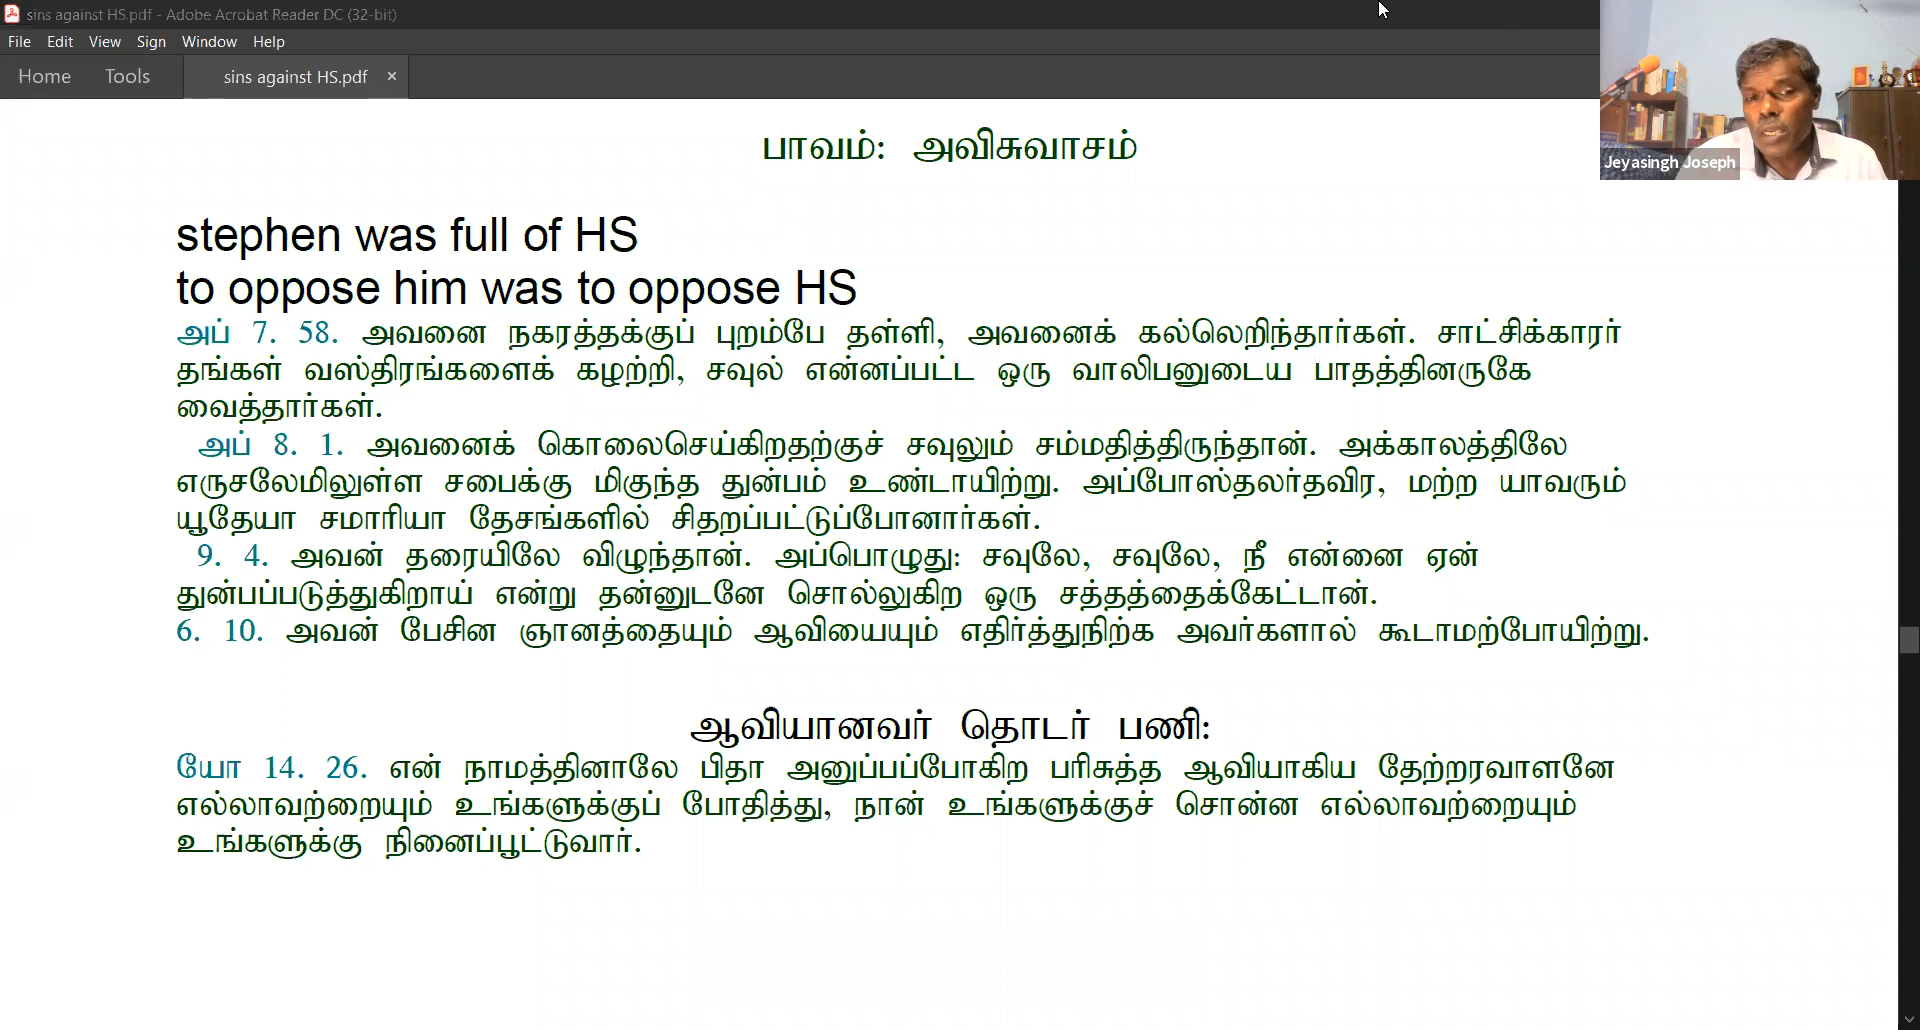 sins against HS.pdf - Adobe Acrobat Reader DC (32-bit)
File Edit View Sign Window Help
Home Tools sins against HS.pdf ×
Jeyasingh Joseph
பாவம்: அவிசுவாசம்
stephen was full of HS
to oppose him was to oppose HS
அப் 7. 58. அவனை நகரத்தக்குப் புறம்பே தள்ளி, அவனைக் கல்லெறிந்தார்கள். சாட்சிக்காரர்
தங்கள் வஸ்திரங்களைக் கழற்றி, சவுல் என்னப்பட்ட ஒரு வாலிபனுடைய பாதத்தினருகே
வைத்தார்கள்.
அப் 8. 1. அவனைக் கொலைசெய்கிறதற்குச் சவுலும் சம்மதித்திருந்தான். அக்காலத்திலே
எருசலேமிலுள்ள சபைக்கு மிகுந்த துன்பம் உண்டாயிற்று. அப்போஸ்தலர்தவிர, மற்ற யாவரும்
யூதேயா சமாரியா தேசங்களில் சிதறப்பட்டுப்போனார்கள்.
9. 4. அவன் தரையிலே விழுந்தான். அப்பொழுது: சவுலே, சவுலே, நீ என்னை ஏன்
துன்பப்படுத்துகிறாய் என்று தன்னுடனே சொல்லுகிற ஒரு சத்தத்தைக்கேட்டான்.
6. 10. அவன் பேசின ஞானத்தையும் ஆவியையும் எதிர்த்துநிற்க அவர்களால் கூடாமற்போயிற்று.
ஆவியானவர் தொடர் பணி:
யோ 14. 26. என் நாமத்தினாலே பிதா அனுப்பப்போகிற பரிசுத்த ஆவியாகிய தேற்றரவாளனே
எல்லாவற்றையும் உங்களுக்குப் போதித்து, நான் உங்களுக்குச் சொன்ன எல்லாவற்றையும்
உங்களுக்கு நினைப்பூட்டுவார்.